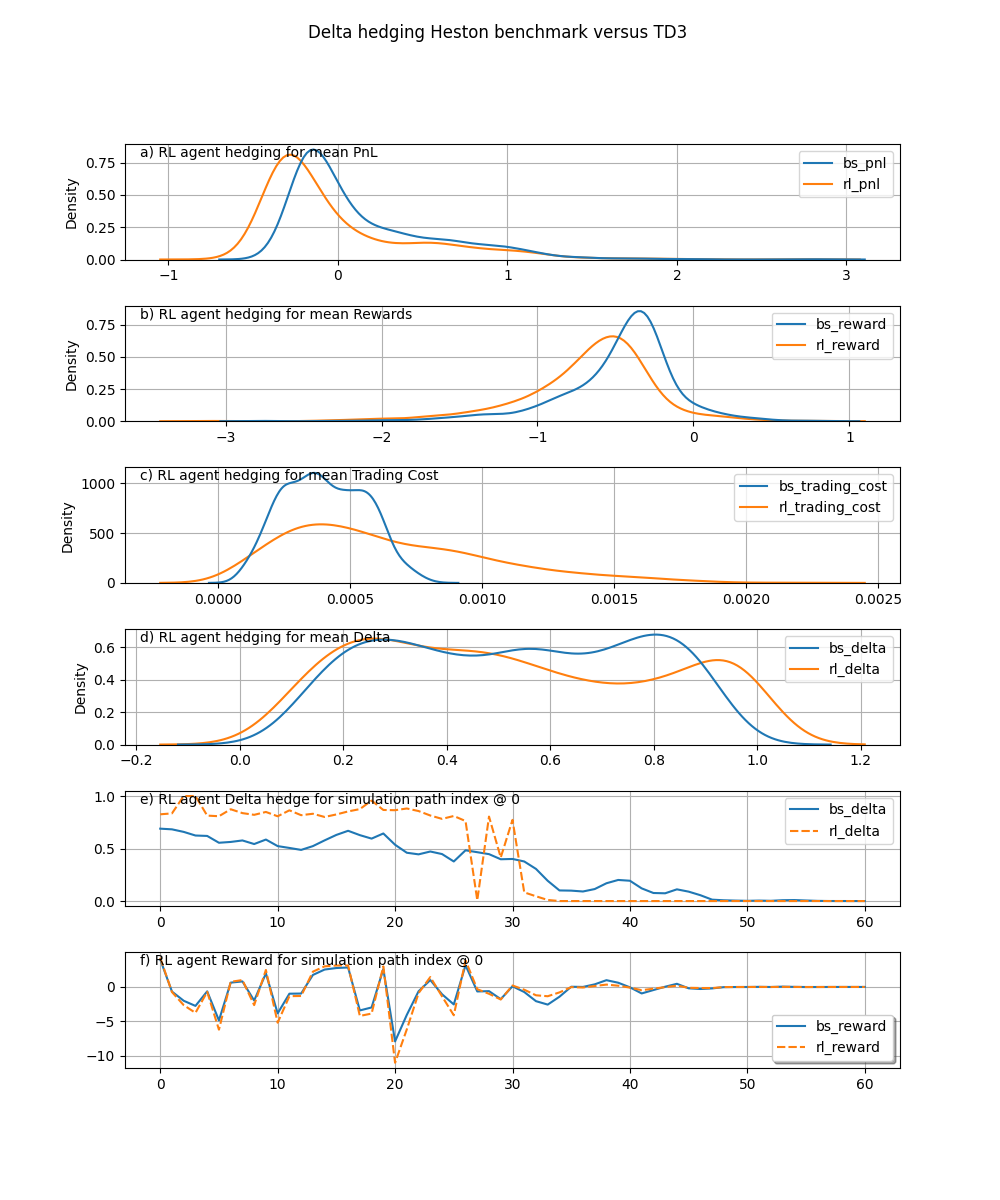 Delta hedging Heston benchmark versus TD3
a) RL agent hedging for mean PnL
bs_pnl
rl_pnl
Density
0.75
0.50
0.25
0.00
−1 0 1 2 3
b) RL agent hedging for mean Rewards
bs_reward
rl_reward
Density
0.75
0.50
0.25
0.00
−3 −2 −1 0 1
c) RL agent hedging for mean Trading Cost
bs_trading_cost
rl_trading_cost
Density
1000
500
0
0.0000 0.0005 0.0010 0.0015 0.0020 0.0025
d) RL agent hedging for mean Delta
bs_delta
rl_delta
Density
0.6
0.4
0.2
0.0
−0.2 0.0 0.2 0.4 0.6 0.8 1.0 1.2
e) RL agent Delta hedge for simulation path index @ 0
bs_delta
rl_delta
1.0
0.5
0.0
0 10 20 30 40 50 60
f) RL agent Reward for simulation path index @ 0
0
−5
−10
bs_reward
rl_reward
0 10 20 30 40 50 60